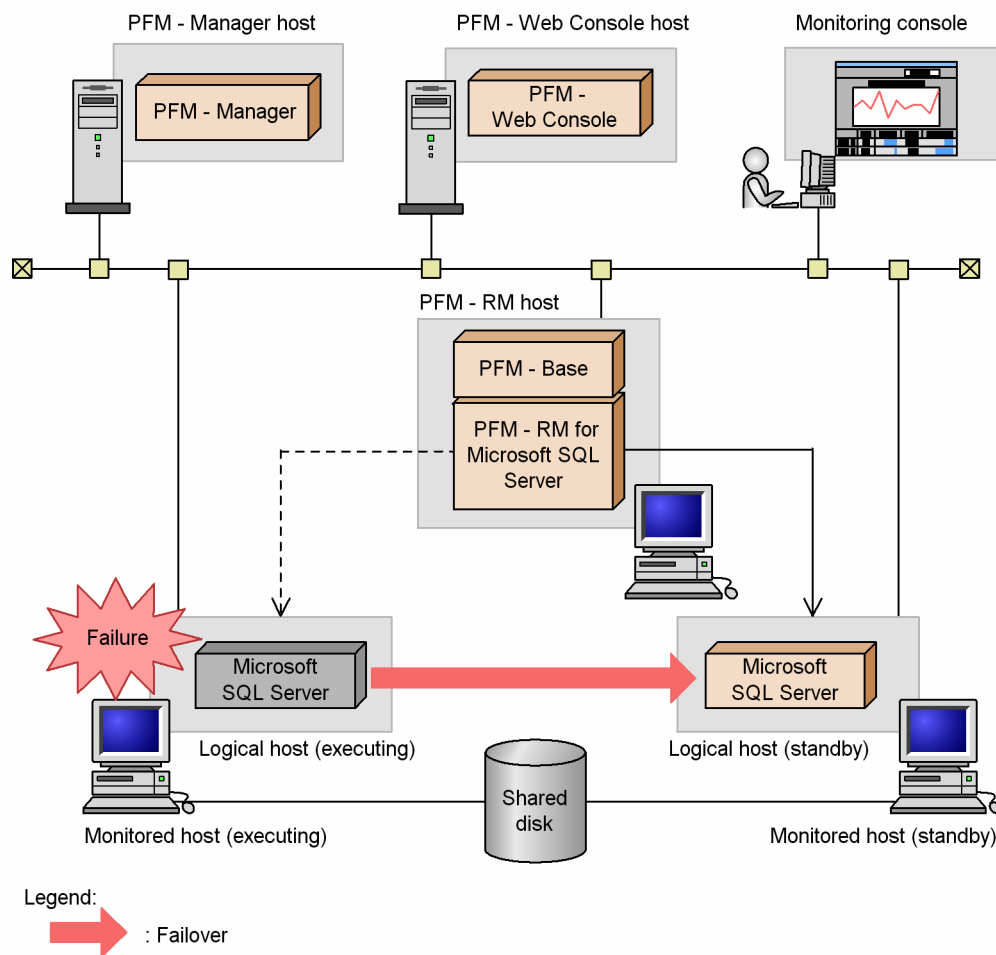 PFM - Manager host
PFM - Web Console host
Monitoring console
PFM - Manager
PFM -
Web Console
PFM - RM host
PFM - Base
PFM - RM for
Microsoft SQL
Server
Failure
Microsoft
SQL Server
Microsoft
SQL Server
Logical host (executing)
Logical host (standby)
Shared
disk
Monitored host (executing)
Monitored host (standby)
Legend:
: Failover